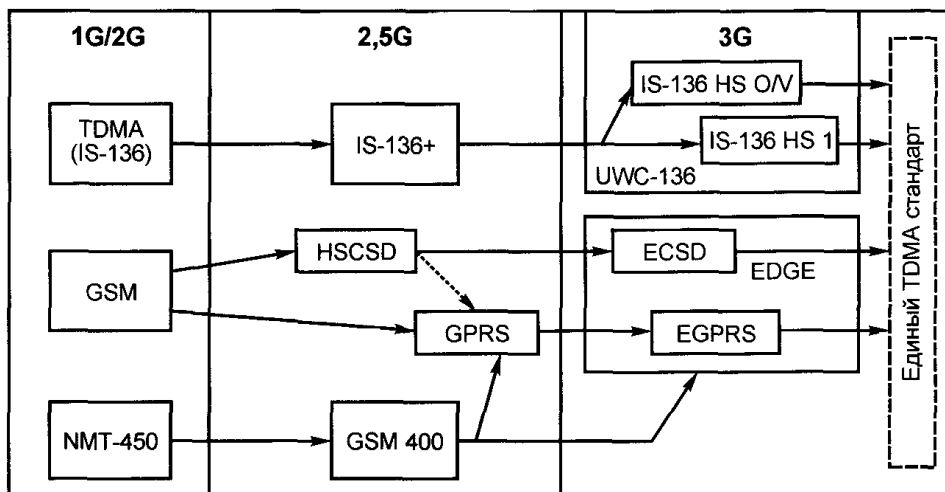 1G/2G
2,5G
3G
TDMA
(IS-136)
IS-136+
IS-136 HS O/V
IS-136 HS 1
UWC-136
GSM
HSCSD
GPRS
ECSD
EDGE
EGPRS
NMT-450
GSM 400
Единый TDMA стандарт